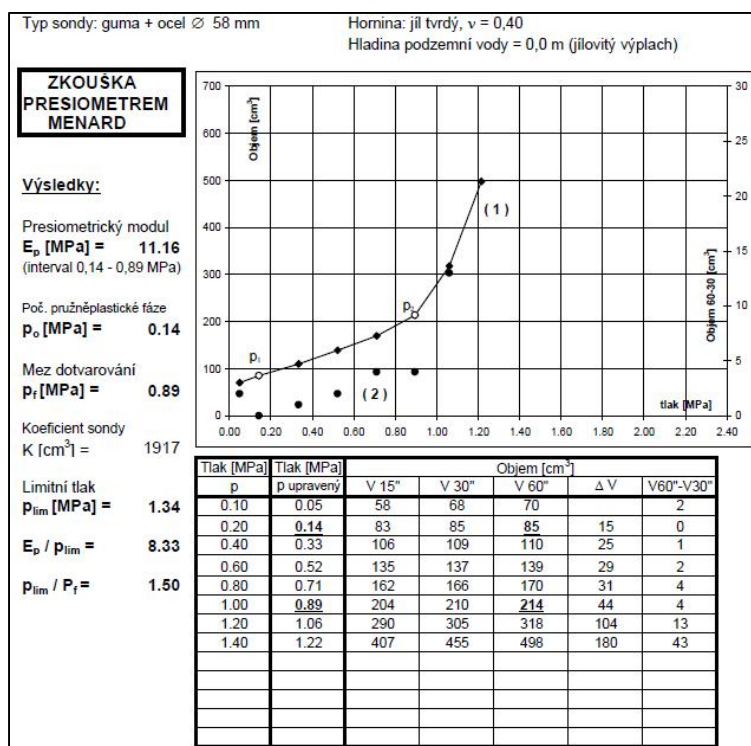 Typ sondy: guma + ocel ∅ 58 mm
Hornina: jíl tvrdý, ν = 0,40
Hladina podzemní vody = 0,0 m (jílovitý výplach)
ZKOUŠKA
PRESIOMETREM
MENARD
Výsledky:
Presiometrický modul
Ep [MPa] = 11.16
(interval 0,14 - 0,89 MPa)
Poč. pružněplastické fáze
po [MPa] = 0.14
Mez dotvarování
pf [MPa] = 0.89
Koeficient sondy
K [cm3] = 1917
Limitní tlak
plim [MPa] = 1.34
Ep / plim = 8.33
plim / Pf = 1.50
700
600
500
400
300
200
100
0
Objem [cm3]
30
25
20
15
10
5
0
Objem 60-30 [cm3]
( 1 )
p2
p1
( 2 )
tlak [MPa]
0.00 0.20 0.40 0.60 0.80 1.00 1.20 1.40 1.60 1.80 2.00 2.20 2.40
Tlak [MPa] Tlak [MPa] Objem [cm3]
p p upravený V 15" V 30" V 60" Δ V V60"-V30"
0.10 0.05 58 68 70 2
0.20 0.14 83 85 85 15 0
0.40 0.33 106 109 110 25 1
0.60 0.52 135 137 139 29 2
0.80 0.71 162 166 170 31 4
1.00 0.89 204 210 214 44 4
1.20 1.06 290 305 318 104 13
1.40 1.22 407 455 498 180 43